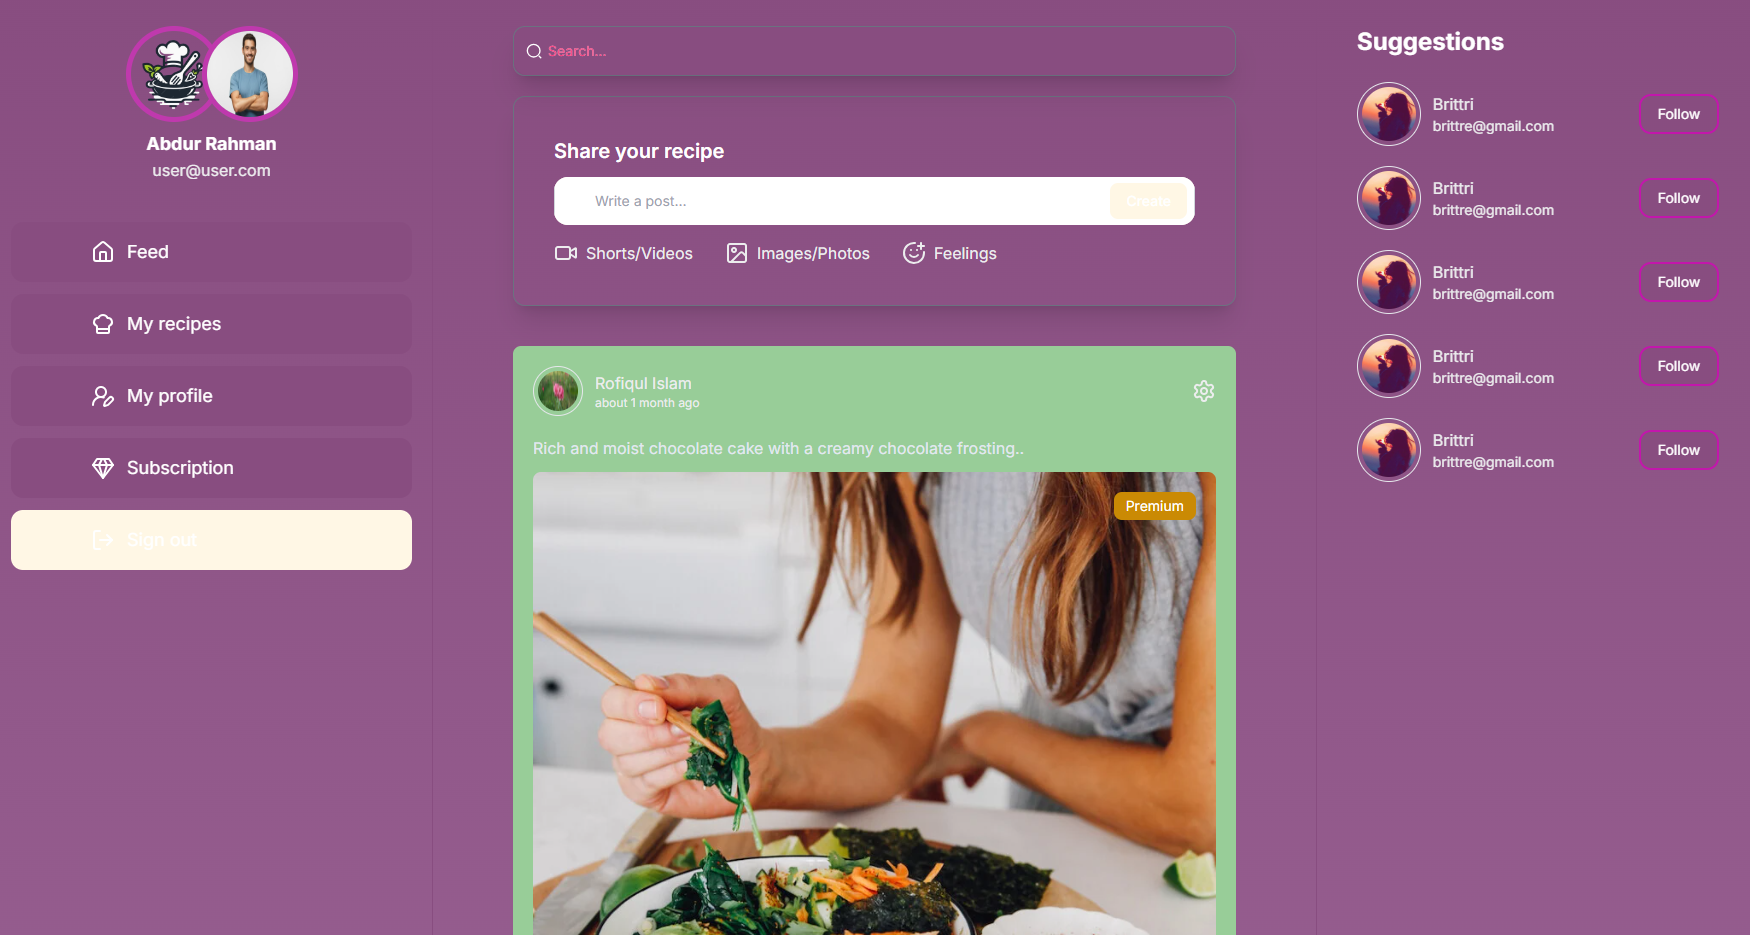 Abdur Rahman
user@user.com
Feed
My recipes
My profile
Subscription
Sign out
Search...
Share your recipe
Write a post...
Create
Shorts/Videos
Images/Photos
Feelings
Rofiqul Islam
about 1 month ago
Rich and moist chocolate cake with a creamy chocolate frosting..
Premium
Suggestions
Brittri
brittre@gmail.com
Follow
Brittri
brittre@gmail.com
Follow
Brittri
brittre@gmail.com
Follow
Brittri
brittre@gmail.com
Follow
Brittri
brittre@gmail.com
Follow